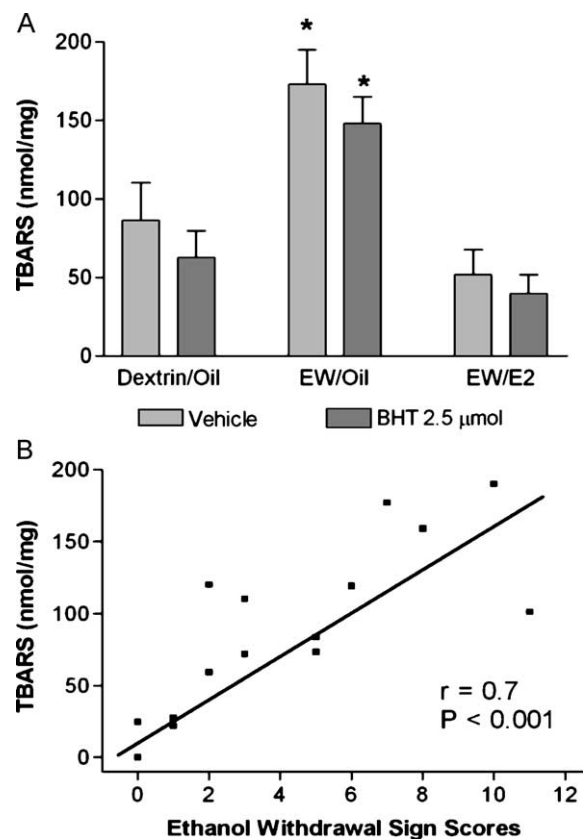 A
TBARS (nmol/mg)
200
150
100
50
0
*
*
Dextrin/Oil EW/Oil EW/E2
Vehicle BHT 2.5 μmol
B
TBARS (nmol/mg)
200
150
100
50
0
r = 0.7
P < 0.001
0 2 4 6 8 10 12
Ethanol Withdrawal Sign Scores